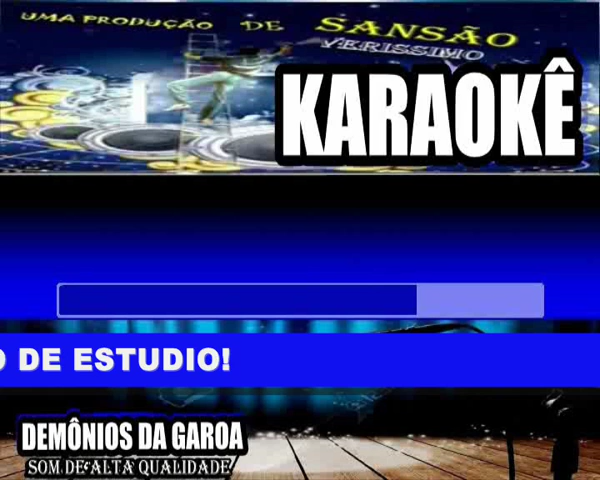 UMA PRODUÇÃO DE SANSÃO
VERISSIMO
KARAOKÊ
O DE ESTUDIO!
DEMÔNIOS DA GAROA
SOM DE ALTA QUALIDADE